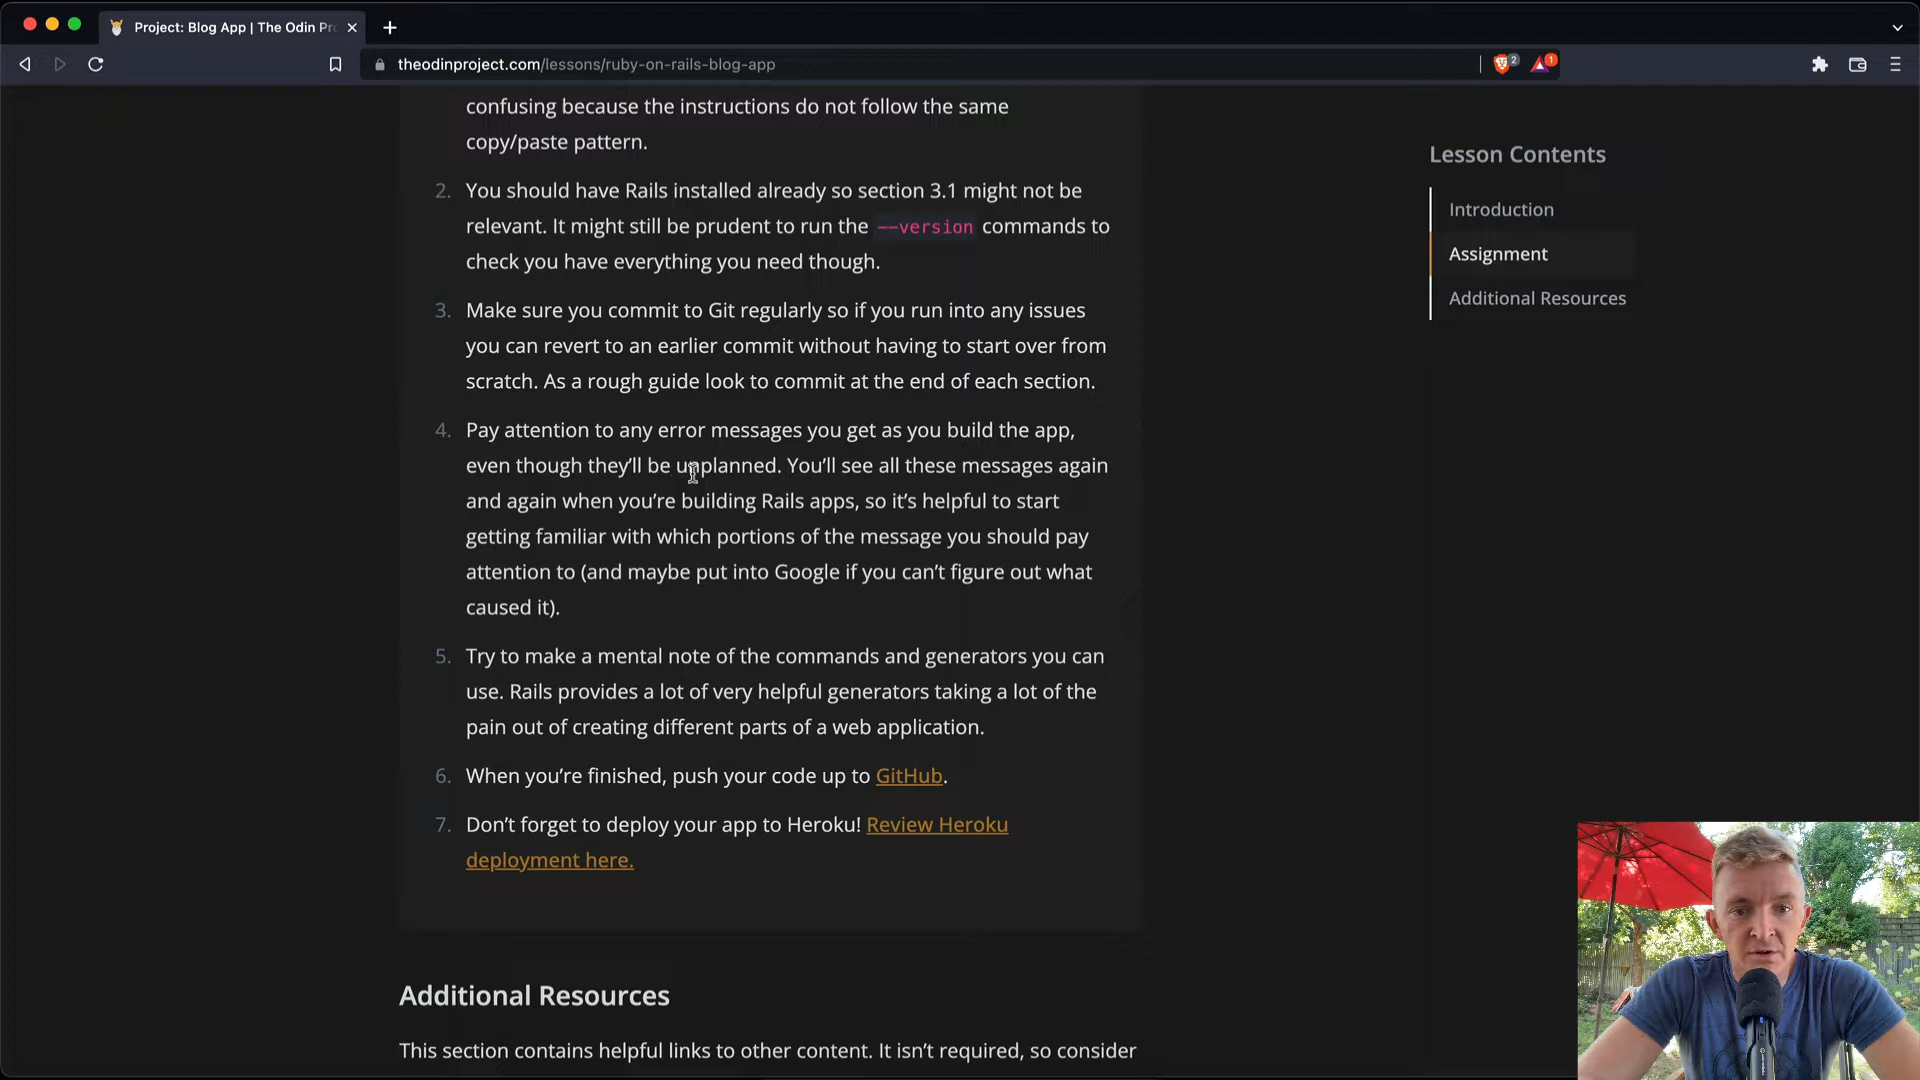 Project: Blog App | The Odin Pr
theodinproject.com/lessons/ruby-on-rails-blog-app
2
1
confusing because the instructions do not follow the same
copy/paste pattern.
2. You should have Rails installed already so section 3.1 might not be
relevant. It might still be prudent to run the --version commands to
check you have everything you need though.
3. Make sure you commit to Git regularly so if you run into any issues
you can revert to an earlier commit without having to start over from
scratch. As a rough guide look to commit at the end of each section.
4. Pay attention to any error messages you get as you build the app,
even though they’ll be unplanned. You’ll see all these messages again
and again when you’re building Rails apps, so it’s helpful to start
getting familiar with which portions of the message you should pay
attention to (and maybe put into Google if you can’t figure out what
caused it).
5. Try to make a mental note of the commands and generators you can
use. Rails provides a lot of very helpful generators taking a lot of the
pain out of creating different parts of a web application.
6. When you’re finished, push your code up to GitHub.
7. Don’t forget to deploy your app to Heroku! Review Heroku
deployment here.
Additional Resources
This section contains helpful links to other content. It isn’t required, so consider
Lesson Contents
Introduction
Assignment
Additional Resources